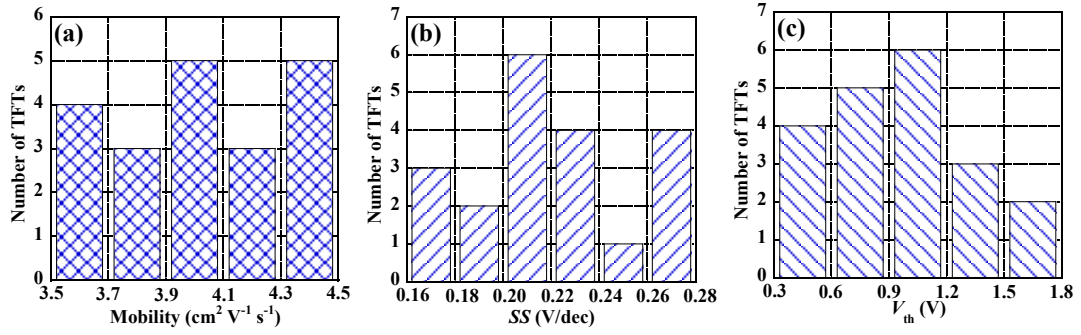 (a)
Number of TFTs
6
5
4
3
2
1
0
3.5 3.7 3.9 4.1 4.3 4.5
Mobility (cm² V⁻¹ s⁻¹)
(b)
Number of TFTs
7
6
5
4
3
2
1
0
0.16 0.18 0.20 0.22 0.24 0.26 0.28
SS (V/dec)
(c)
Number of TFTs
7
6
5
4
3
2
1
0
0.3 0.6 0.9 1.2 1.5 1.8
Vth (V)